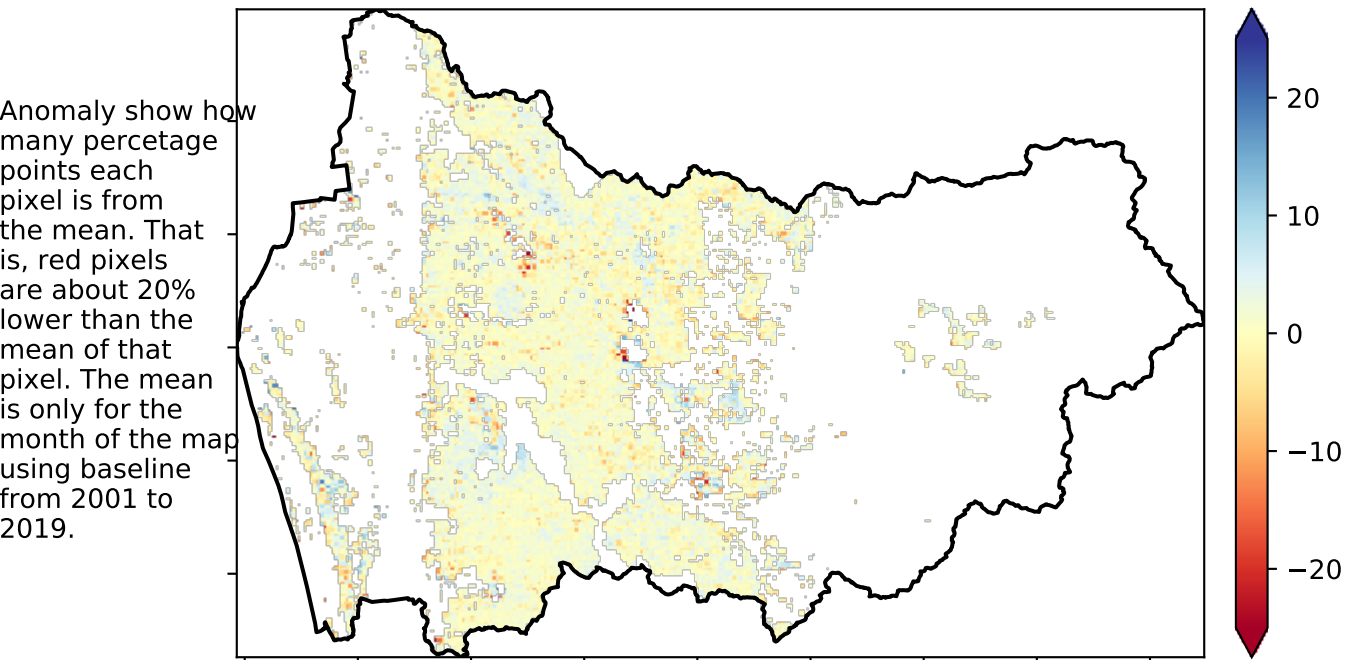 Anomaly show how
many percetage
points each
pixel is from
the mean. That
is, red pixels
are about 20%
lower than the
mean of that
pixel. The mean
is only for the
month of the map
using baseline
from 2001 to
2019.
20
10
0
−10
−20